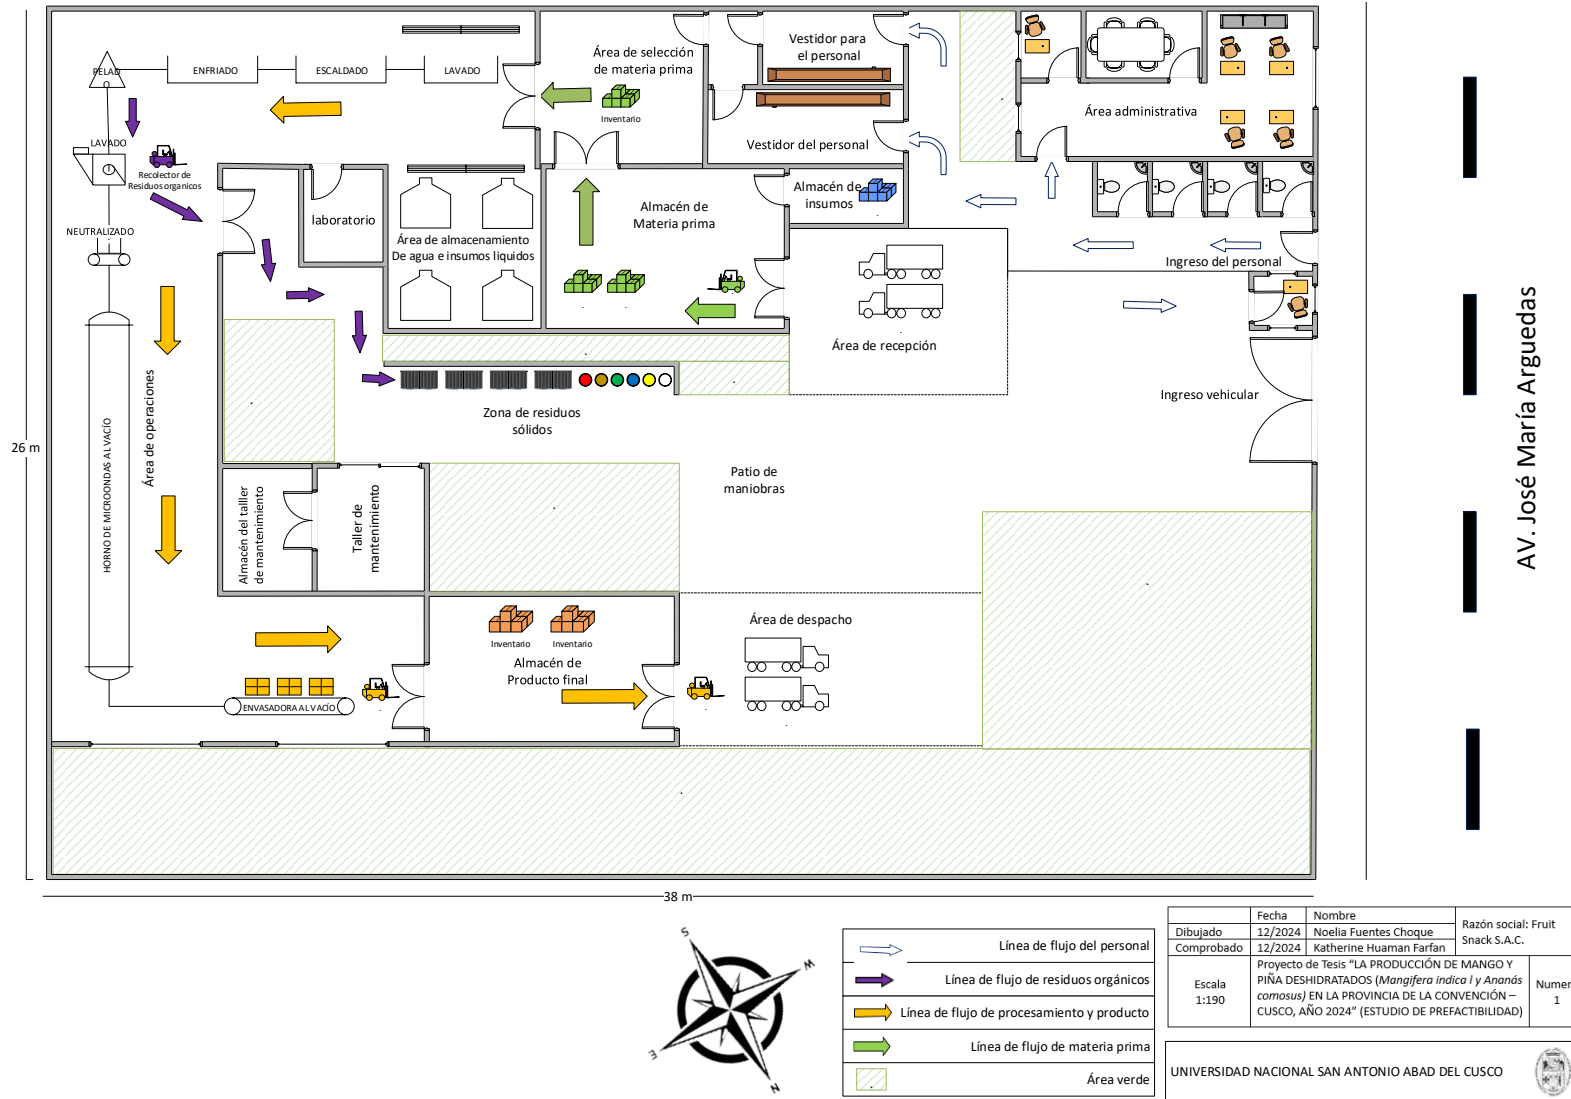 Área de selección
de materia prima
Inventario
Vestidor para
el personal
Vestidor del personal
Área administrativa
PELAD
O
ENFRIADO
ESCALDADO
LAVADO
LAVADO
Recolector de
Residuos organicos
NEUTRALIZADO
laboratorio
Área de almacenamiento
De agua e insumos liquidos
Almacén de
Materia prima
Almacén de
insumos
Ingreso del personal
Área de recepción
Ingreso vehicular
Zona de residuos
sólidos
Patio de
maniobras
Área de operaciones
HORNO DE MICROONDAS AL VACÍO
Almacén del talller
de mantenimiento
Taller de
mantenimiento
Inventario
Inventario
Almacén de
Producto final
Área de despacho
ENVASADORA AL VACÍO
26 m
38 m
AV. José María Arguedas
S
W
E
N
Línea de flujo del personal
Línea de flujo de residuos orgánicos
Línea de flujo de procesamiento y producto
Línea de flujo de materia prima
Área verde
Fecha
Nombre
Razón social: Fruit
Snack S.A.C.
Dibujado
12/2024
Noelia Fuentes Choque
Comprobado
12/2024
Katherine Huaman Farfan
Escala
1:190
Proyecto de Tesis “LA PRODUCCIÓN DE MANGO Y
PIÑA DESHIDRATADOS (Mangifera indica l y Ananás
comosus) EN LA PROVINCIA DE LA CONVENCIÓN –
CUSCO, AÑO 2024” (ESTUDIO DE PREFACTIBILIDAD)
Numer
1
UNIVERSIDAD NACIONAL SAN ANTONIO ABAD DEL CUSCO